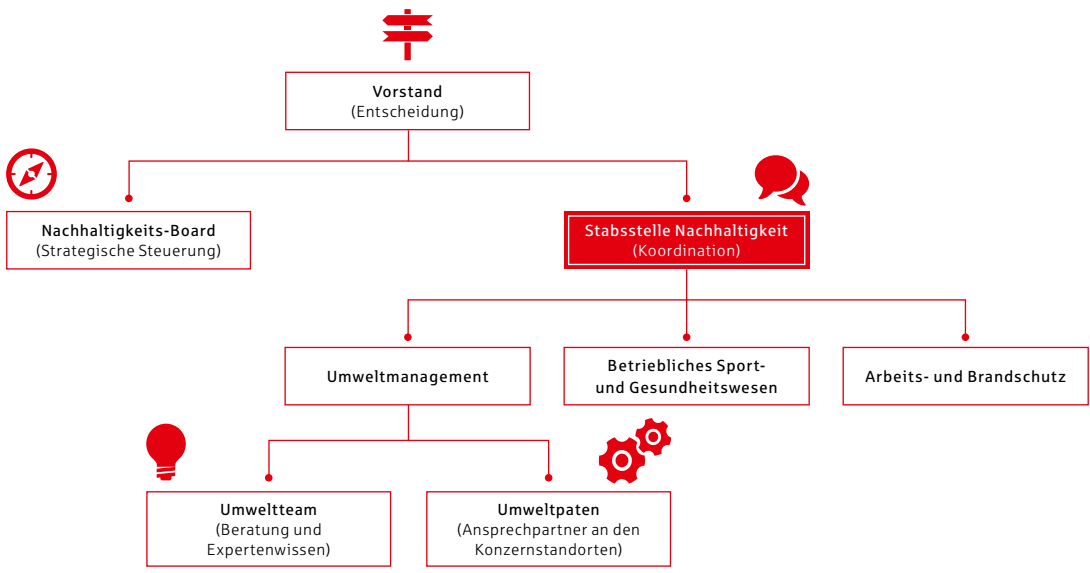 Vorstand
(Entscheidung)
Nachhaltigkeits-Board
(Strategische Steuerung)
Stabsstelle Nachhaltigkeit
(Koordination)
Umweltmanagement
Betriebliches Sport-
und Gesundheitswesen
Arbeits- und Brandschutz
Umweltteam
(Beratung und
Expertenwissen)
Umweltpaten
(Ansprechpartner an den
Konzernstandorten)